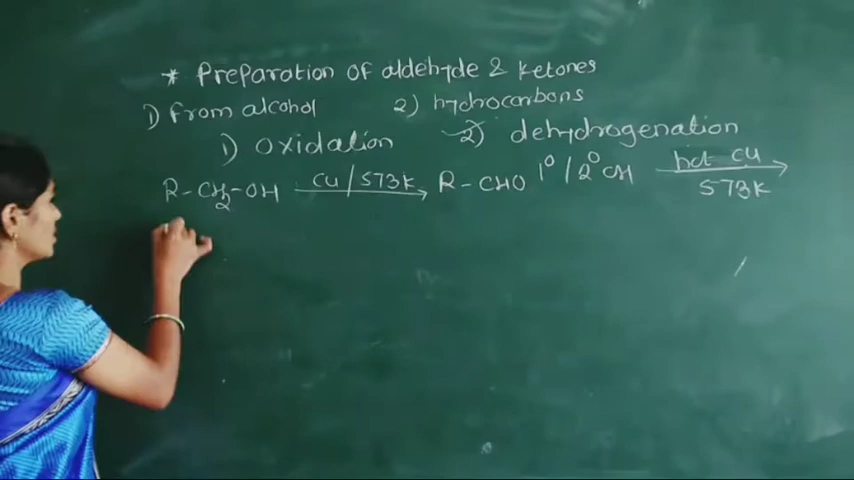 * Preparation of aldehyde & Ketones
1) from alcohol 2) hydrocarbons
1) Oxidation 2) dehydrogenation
R-CH2-OH Cu/573K R-CHO 1°/2° OH hot Cu 573K